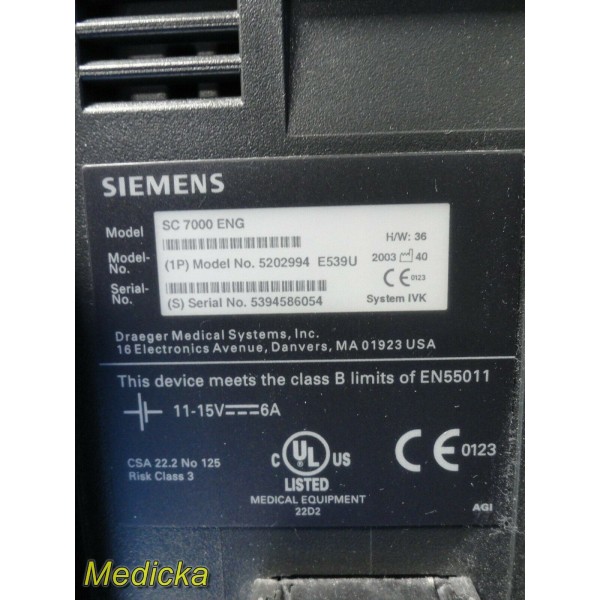 SIEMENS
Model SC 7000 ENG H/W: 36
Model-No. (1P) Model No. 5202994 E539U 2003 40
CE 0123
Serial-No. (S) Serial No. 5394586054 System IVK
Draeger Medical Systems, Inc.
16 Electronics Avenue, Danvers, MA 01923 USA
This device meets the class B limits of EN55011
11-15V 6A
CSA 22.2 No 125
Risk Class 3
C UL US
LISTED
MEDICAL EQUIPMENT
22D2
CE 0123
AGI
Medicka